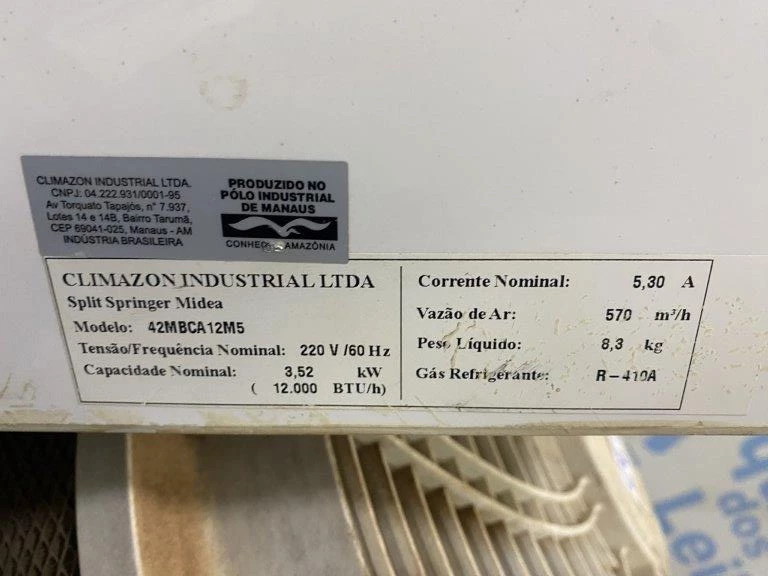 CLIMAZON INDUSTRIAL LTDA.
CNPJ: 04.222.931/0001-95
Av Torquato Tapajós, n° 7.937,
Lotes 14 e 14B, Bairro Tarumã,
CEP 69041-025, Manaus - AM
INDÚSTRIA BRASILEIRA
PRODUZIDO NO
PÓLO INDUSTRIAL
DE MANAUS
AMAZÔNIA
CLIMAZON INDUSTRIAL LTDA
Split Springer Midea
Modelo: 42MBCA12M5
Tensão/Frequência Nominal: 220 V /60 Hz
Capacidade Nominal: 3,52 kW
( 12.000 BTU/h)
Corrente Nominal: 5,30 A
Vazão de Ar: 570 m³/h
Peso Líquido: 8,3 kg
Gás Refrigerante: R-410A
dos
Lei